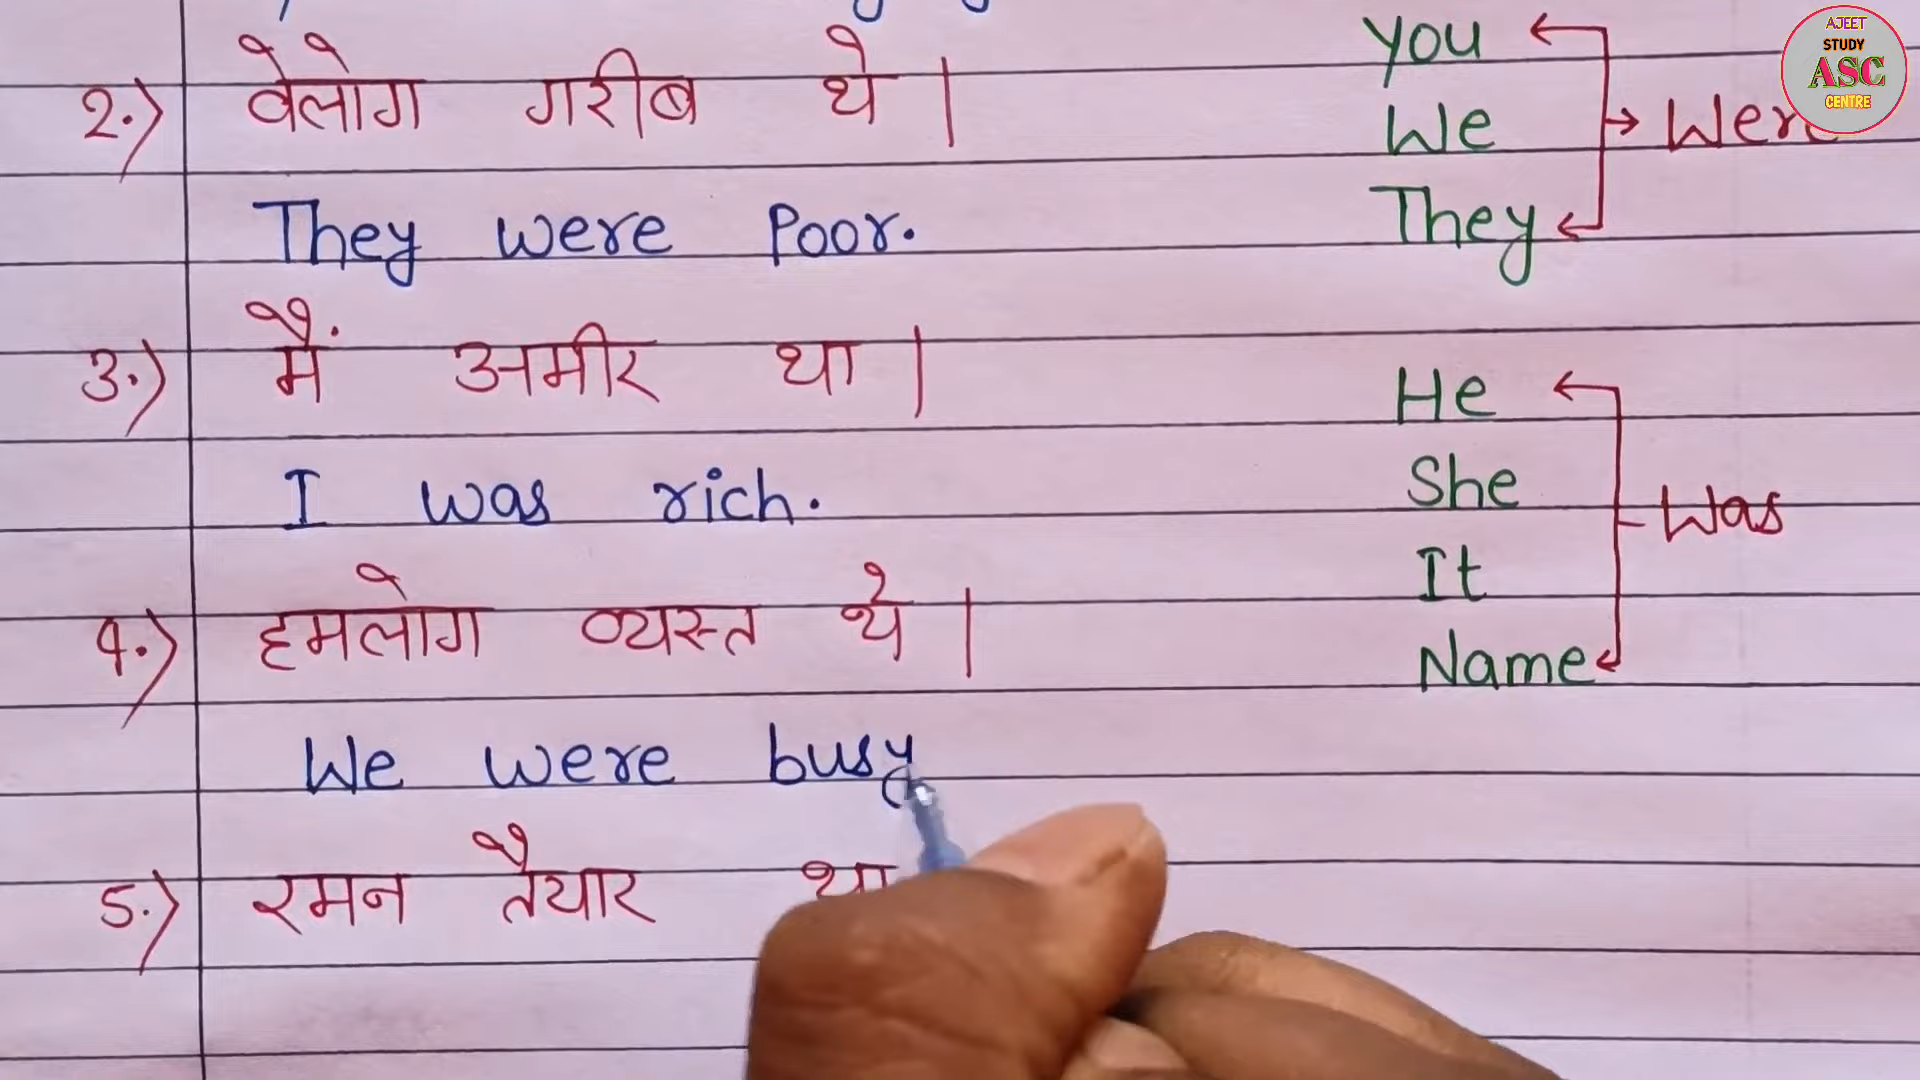 2.) वेलोग गरीब थे |
They were Poor.
3.) मैं अमीर था |
I was rich.
4.) हमलोग व्यस्त थे |
We were busy
5.) रमन तैयार था
You
We
They
Were
He
She
It
Name
Was
AJEET
STUDY
ASC
CENTRE